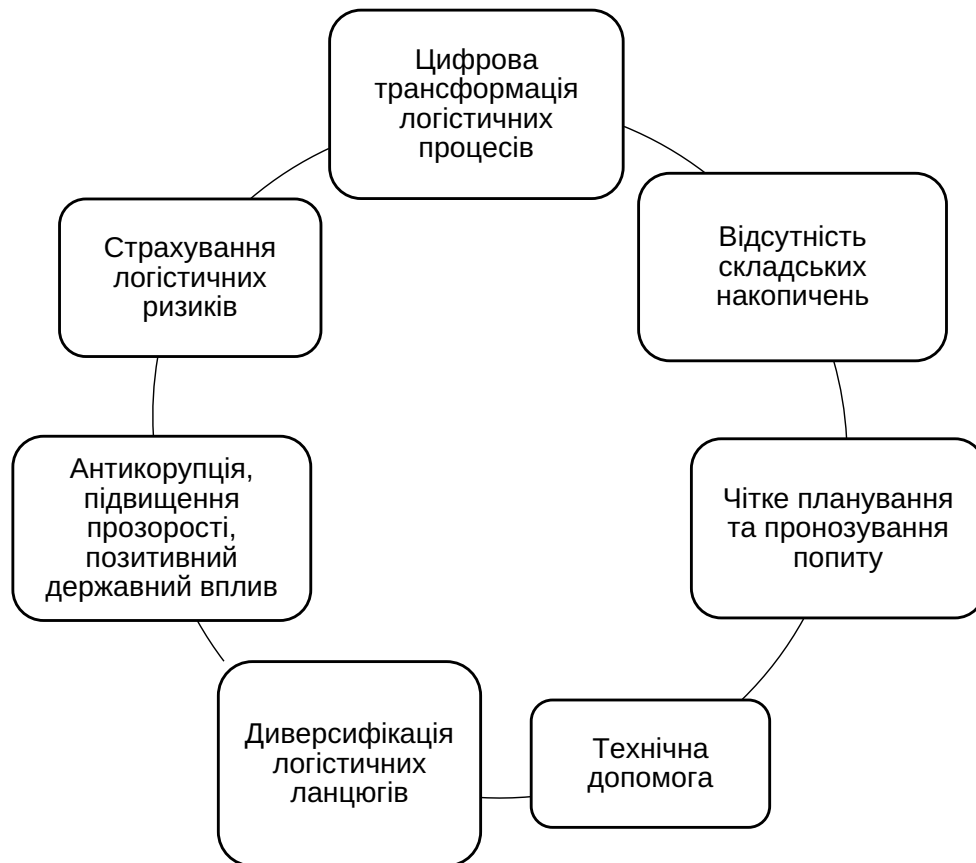 Цифрова
трансформація
логістичних
процесів
Відсутність
складських
накопичень
Чітке планування
та пронозування
попиту
Технічна
допомога
Диверсифікація
логістичних
ланцюгів
Антикорупція,
підвищення
прозорості,
позитивний
державний вплив
Страхування
логістичних
ризиків